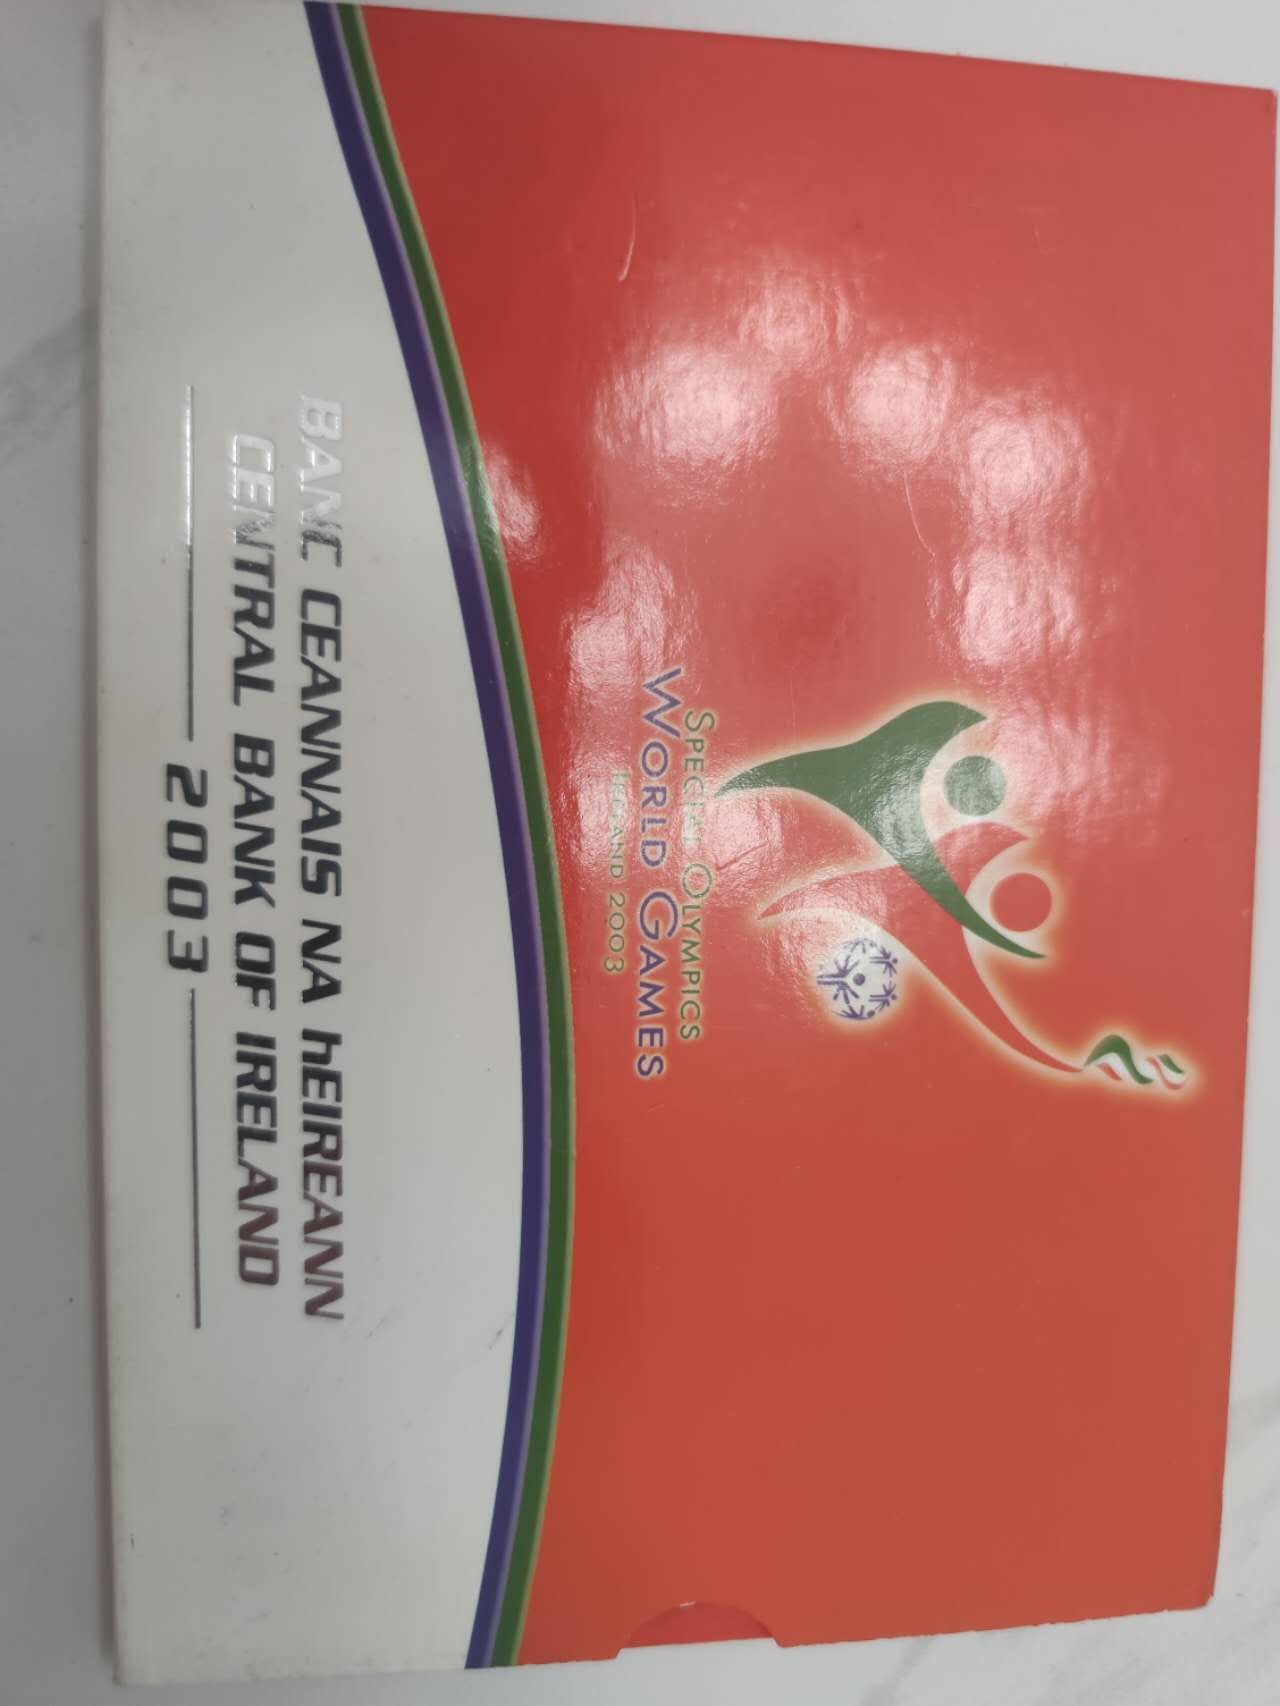 SPECIAL OLYMPICS
WORLD GAMES
IRELAND 2003
BANC CEANNAIS NA hEIREANN
CENTRAL BANK OF IRELAND
2003